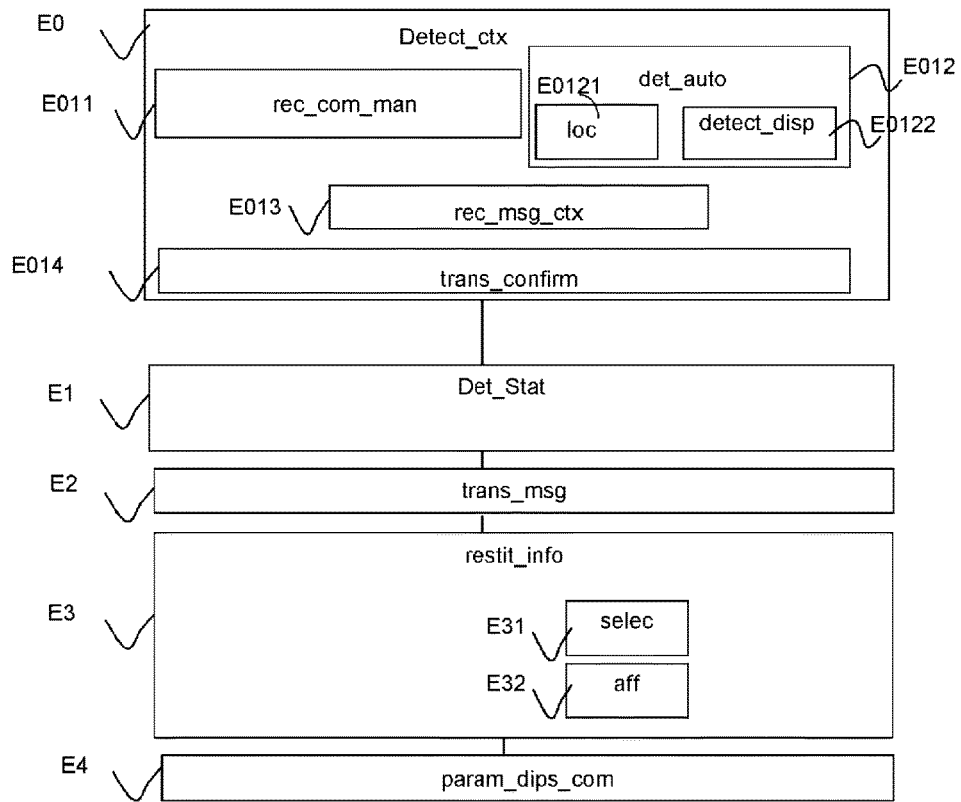 E0
Detect_ctx
E012
det_auto
E0121
E011
rec_com_man
loc
detect_disp
E0122
E013
rec_msg_ctx
E014
trans_confirm
E1
Det_Stat
E2
trans_msg
restit_info
E3
E31
selec
E32
aff
E4
param_dips_com